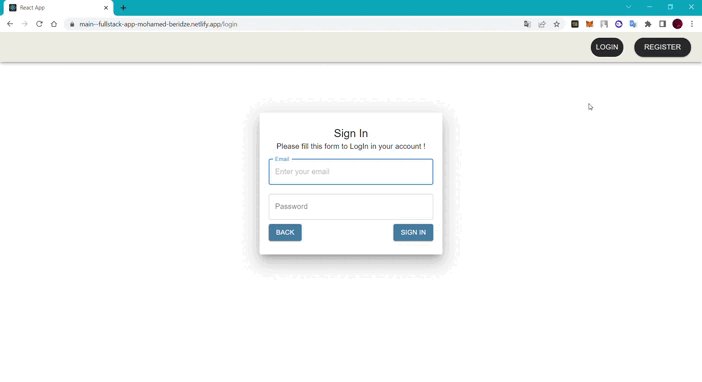 React App
main--fullstack-app-mohamed-beridze.netlify.app/login
LOGIN
REGISTER
Sign In
Please fill this form to LogIn in your account !
Email
Enter your email
Password
BACK
SIGN IN